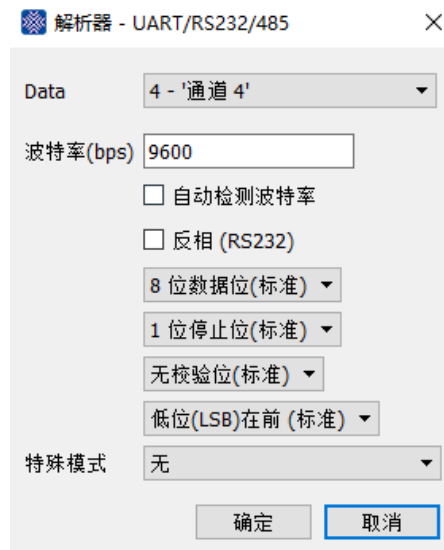 解析器 - UART/RS232/485
Data 4 - '通道 4'
波特率(bps) 9600
自动检测波特率
反相 (RS232)
8 位数据位(标准)
1 位停止位(标准)
无校验位(标准)
低位(LSB)在前 (标准)
特殊模式 无
确定 取消